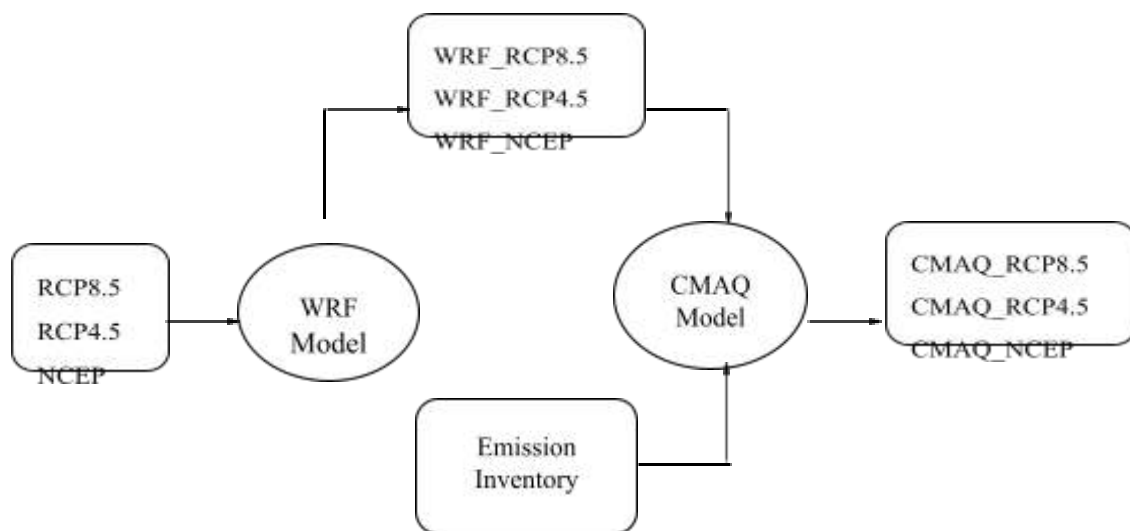 WRF_RCP8.5
WRF_RCP4.5
WRF_NCEP
RCP8.5
RCP4.5
NCEP
WRF
Model
CMAQ
Model
CMAQ_RCP8.5
CMAQ_RCP4.5
CMAQ_NCEP
Emission
Inventory